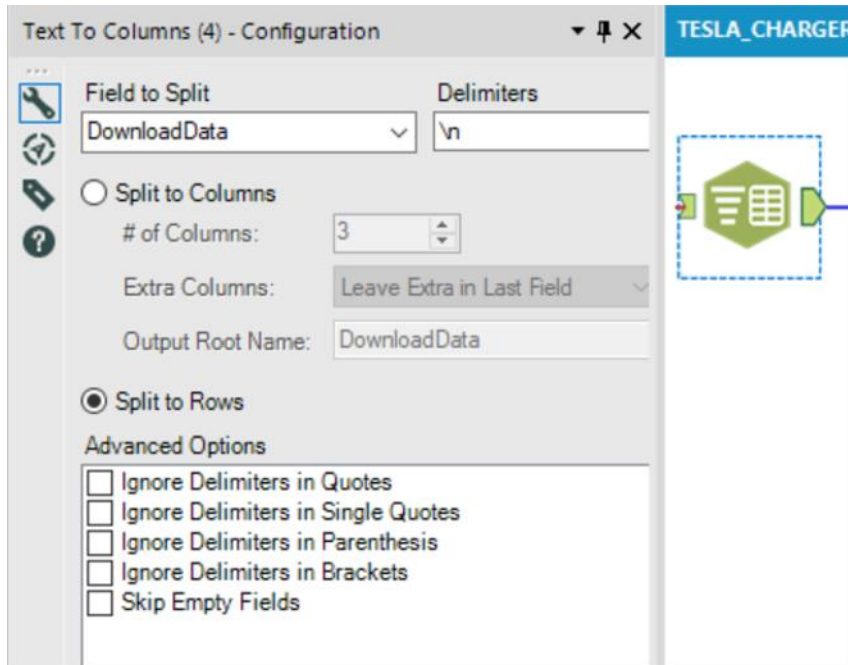 Text To Columns (4) - Configuration
TESLA_CHARGER
Field to Split
Delimiters
DownloadData
\n
Split to Columns
# of Columns:
3
Extra Columns:
Leave Extra in Last Field
Output Root Name:
DownloadData
Split to Rows
Advanced Options
Ignore Delimiters in Quotes
Ignore Delimiters in Single Quotes
Ignore Delimiters in Parenthesis
Ignore Delimiters in Brackets
Skip Empty Fields